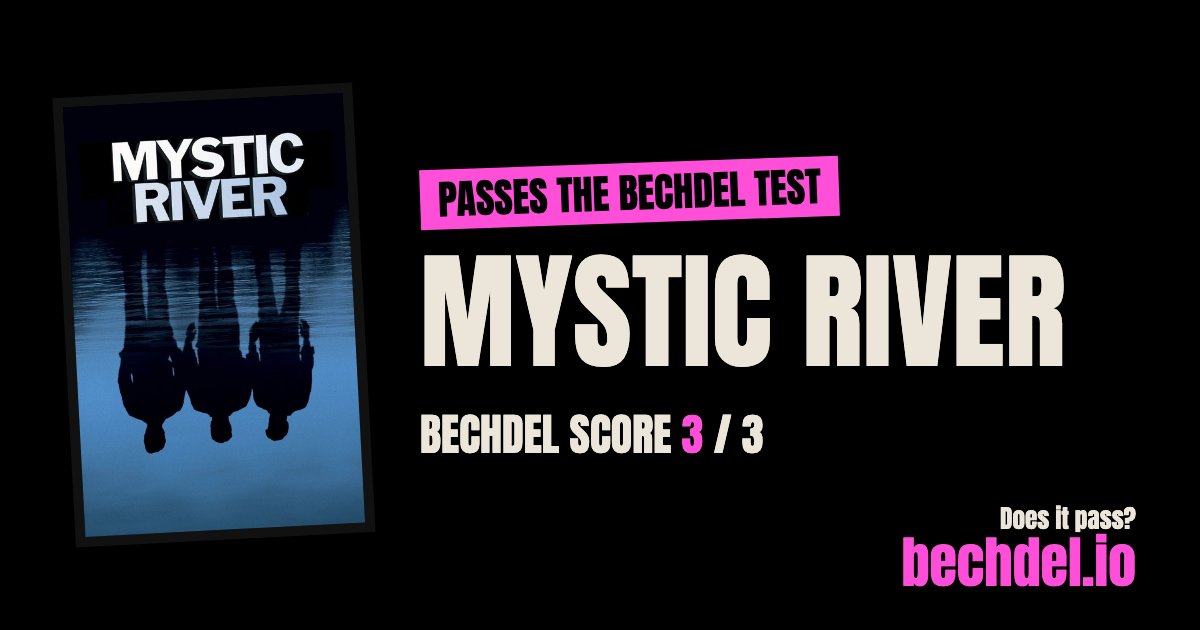 MYSTIC
RIVER
PASSES THE BECHDEL TEST
MYSTIC RIVER
BECHDEL SCORE 3 / 3
Does it pass?
bechdel.io